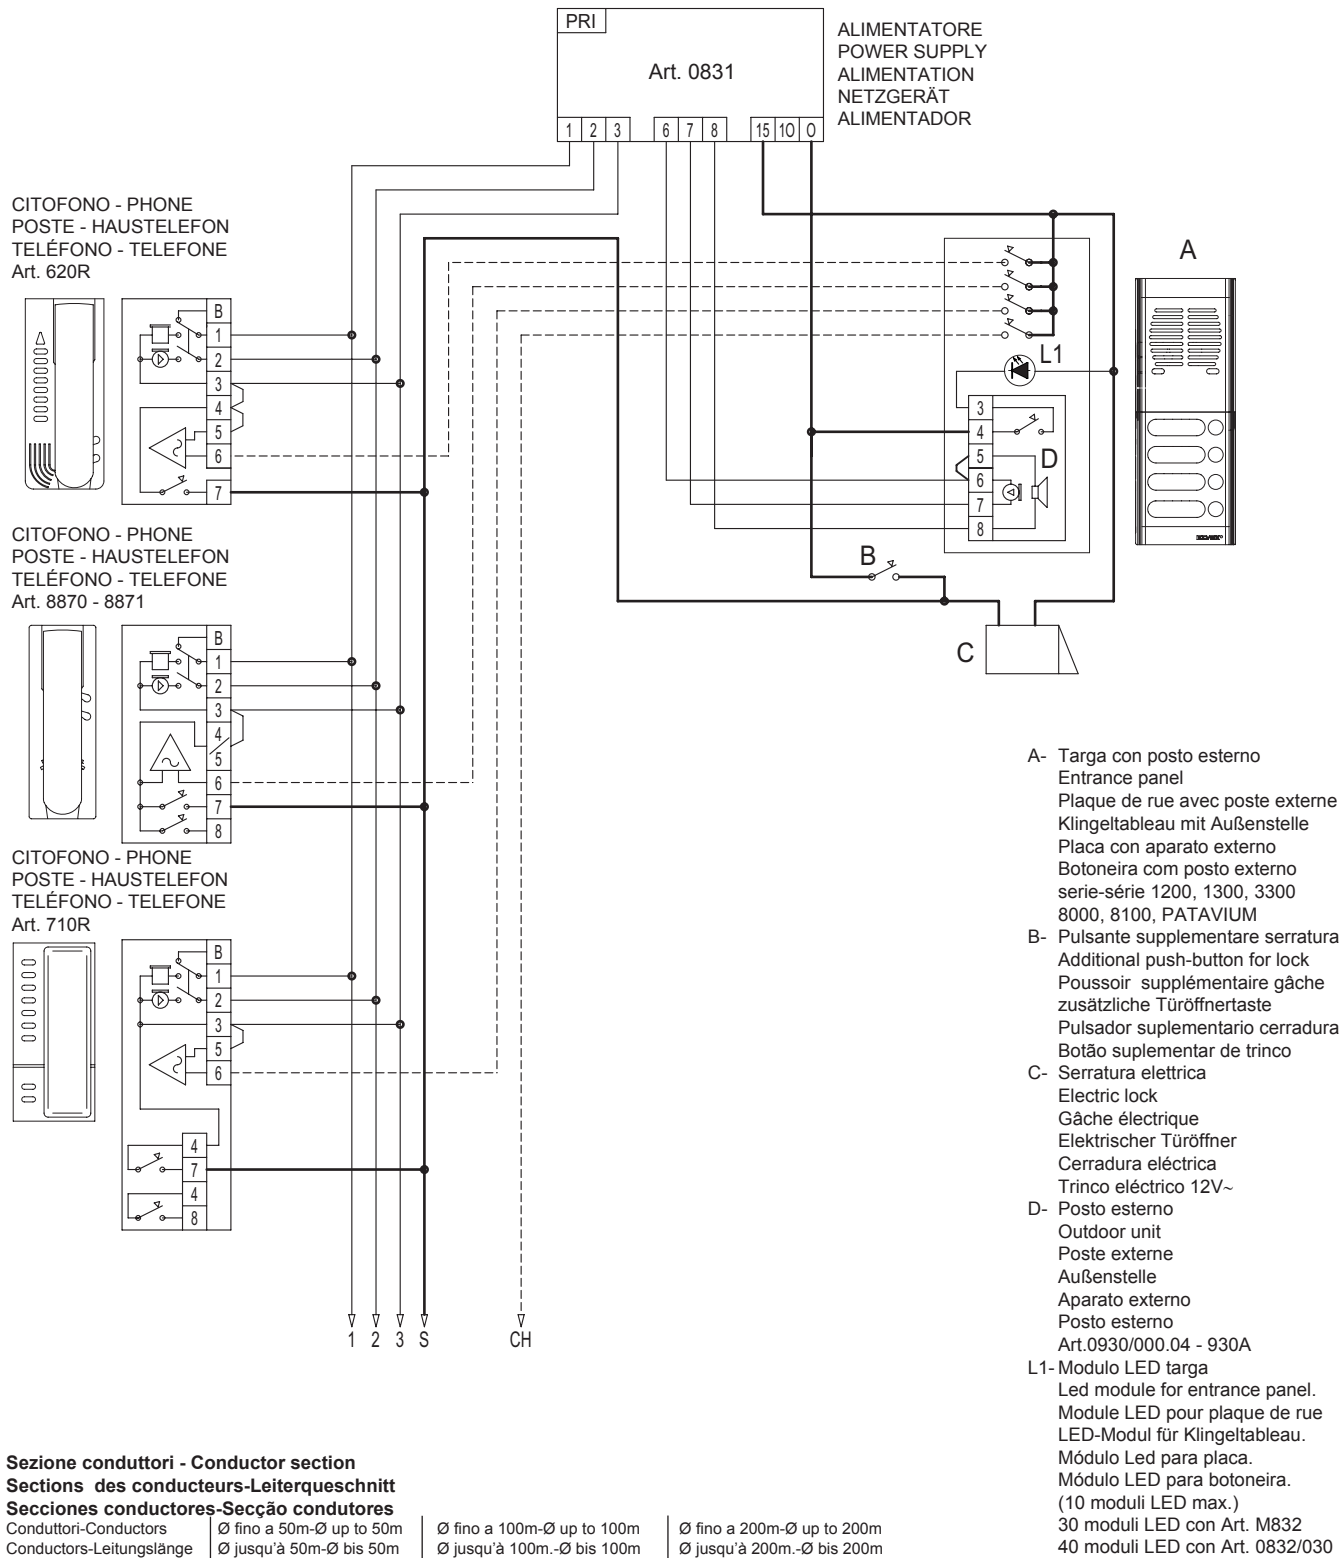 PRI
Art. 0831
1 2 3 6 7 8 15 10 0
ALIMENTATORE
POWER SUPPLY
ALIMENTATION
NETZGERÄT
ALIMENTADOR
CITOFONO - PHONE
POSTE - HAUSTELEFON
TELÉFONO - TELEFONE
Art. 620R
B
1
2
3
4
5
6
7
CITOFONO - PHONE
POSTE - HAUSTELEFON
TELÉFONO - TELEFONE
Art. 8870 - 8871
B
1
2
3
4
5
6
7
8
CITOFONO - PHONE
POSTE - HAUSTELEFON
TELÉFONO - TELEFONE
Art. 710R
B
1
2
3
5
6
4
7
4
8
1 2 3 S CH
L1
3
4
5
6
7
8
D
B
C
A
A- Targa con posto esterno
Entrance panel
Plaque de rue avec poste externe
Klingeltableau mit Außenstelle
Placa con aparato externo
Botoneira com posto externo
serie-série 1200, 1300, 3300
8000, 8100, PATAVIUM
B- Pulsante supplementare serratura
Additional push-button for lock
Poussoir supplémentaire gâche
zusätzliche Türöffnertaste
Pulsador suplementario cerradura
Botão suplementar de trinco
C- Serratura elettrica
Electric lock
Gâche électrique
Elektrischer Türöffner
Cerradura eléctrica
Trinco eléctrico 12V~
D- Posto esterno
Outdoor unit
Poste externe
Außenstelle
Aparato externo
Posto esterno
Art.0930/000.04 - 930A
L1- Modulo LED targa
Led module for entrance panel.
Module LED pour plaque de rue
LED-Modul für Klingeltableau.
Módulo Led para placa.
Módulo LED para botoneira.
(10 moduli LED max.)
30 moduli LED con Art. M832
40 moduli LED con Art. 0832/030
Sezione conduttori - Conductor section
Sections des conducteurs-Leiterqueschnitt
Secciones conductores-Secção condutores
Conduttori-Conductors Ø fino a 50m-Ø up to 50m Ø fino a 100m-Ø up to 100m Ø fino a 200m-Ø up to 200m
Conductors-Leitungslänge Ø jusqu'à 50m-Ø bis 50m Ø jusqu'à 100m.-Ø bis 100m Ø jusqu'à 200m.-Ø bis 200m